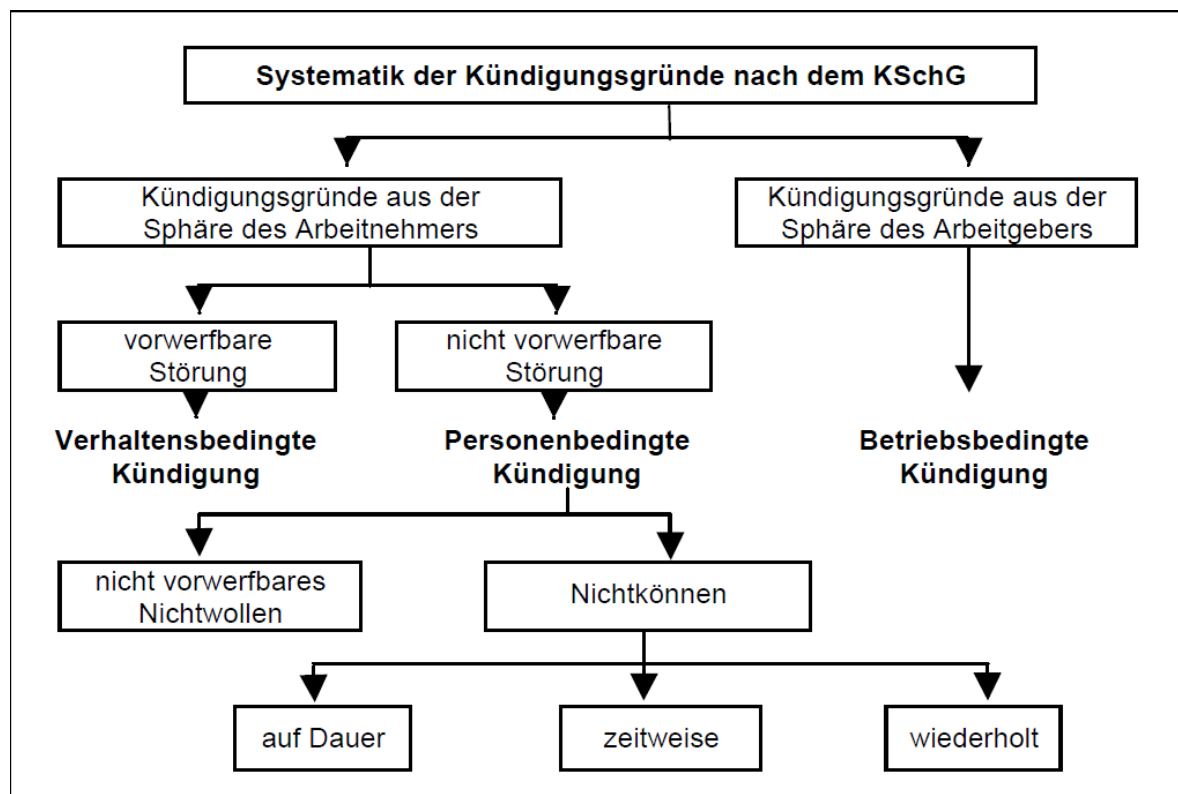 Systematik der Kündigungsgründe nach dem KSchG
Kündigungsgründe aus der
Sphäre des Arbeitnehmers
Kündigungsgründe aus der
Sphäre des Arbeitgebers
vorwerfbare
Störung
nicht vorwerfbare
Störung
Verhaltensbedingte
Kündigung
Personenbedingte
Kündigung
Betriebsbedingte
Kündigung
nicht vorwerfbares
Nichtwollen
Nichtkönnen
auf Dauer
zeitweise
wiederholt